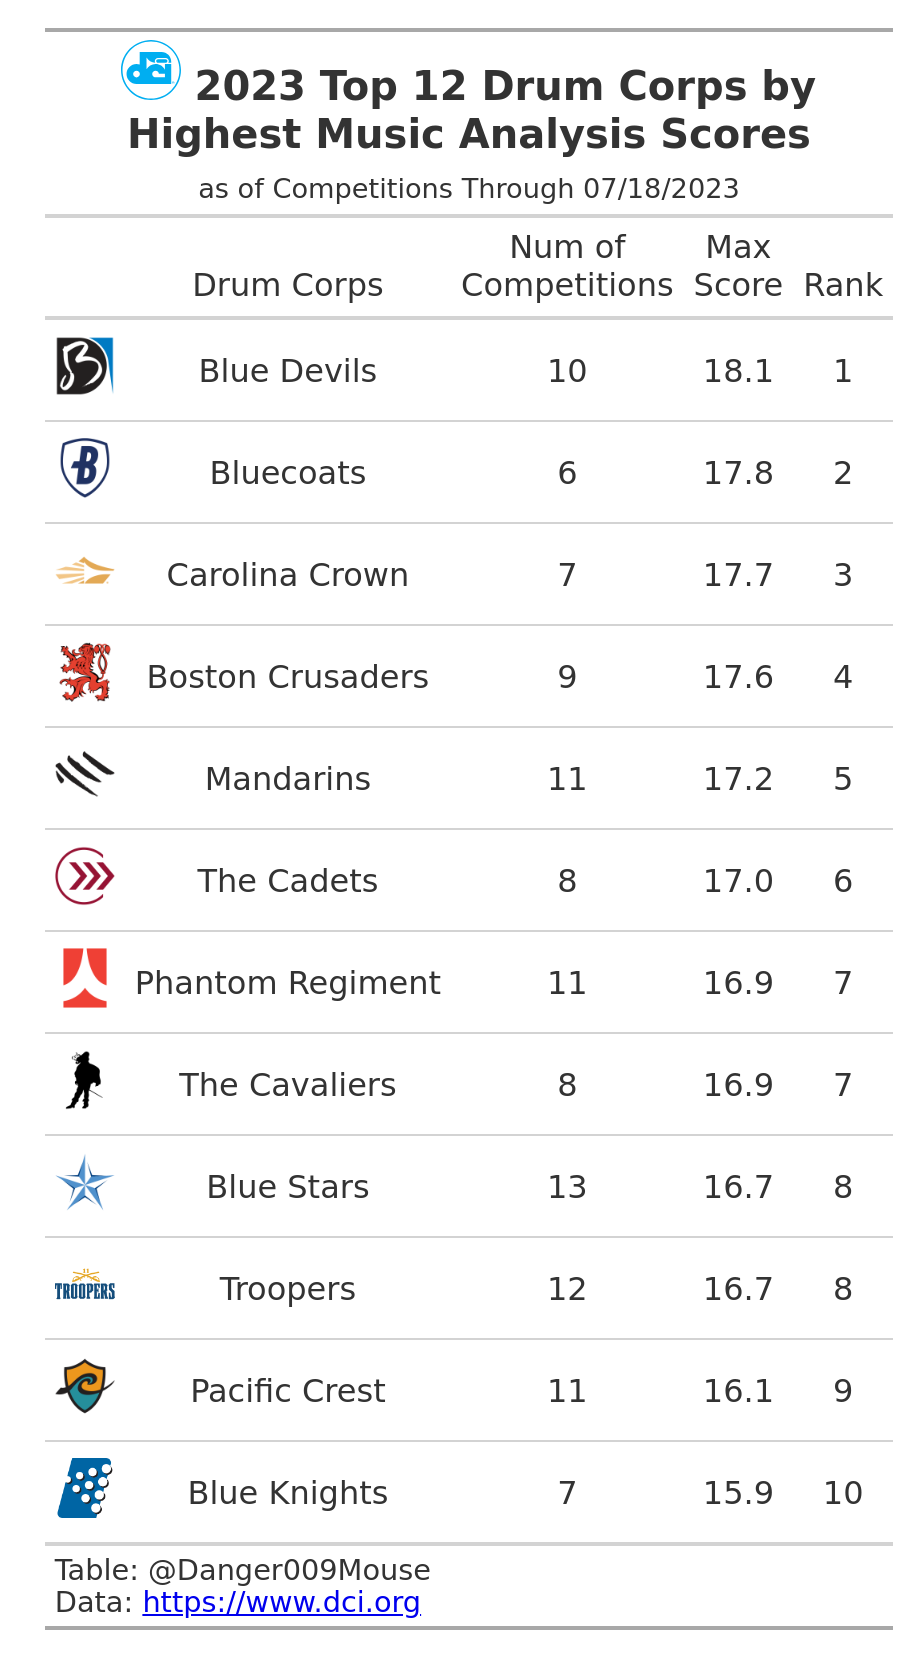 2023 Top 12 Drum Corps by
Highest Music Analysis Scores
as of Competitions Through 07/18/2023
Drum Corps Num of Competitions Max Score Rank
Blue Devils 10 18.1 1
Bluecoats 6 17.8 2
Carolina Crown 7 17.7 3
Boston Crusaders 9 17.6 4
Mandarins 11 17.2 5
The Cadets 8 17.0 6
Phantom Regiment 11 16.9 7
The Cavaliers 8 16.9 7
Blue Stars 13 16.7 8
TROOPERS Troopers 12 16.7 8
Pacific Crest 11 16.1 9
Blue Knights 7 15.9 10
Table: @Danger009Mouse
Data: https://www.dci.org